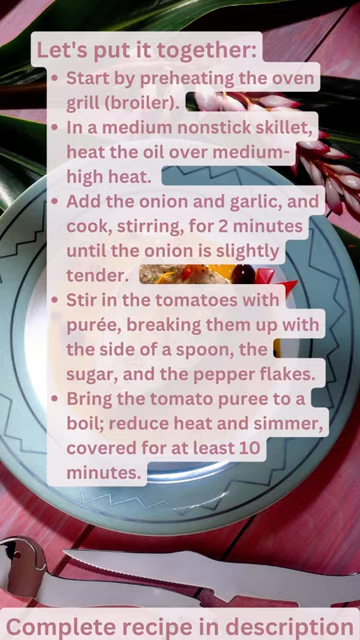 Let's put it together:
• Start by preheating the oven
grill (broiler).
• In a medium nonstick skillet,
heat the oil over medium-
high heat.
• Add the onion and garlic, and
cook, stirring, for 2 minutes
until the onion is slightly
tender.
• Stir in the tomatoes with
purée, breaking them up with
the side of a spoon, the
sugar, and the pepper flakes.
• Bring the tomato puree to a
boil; reduce heat and simmer,
covered for at least 10
minutes.
Complete recipe in description